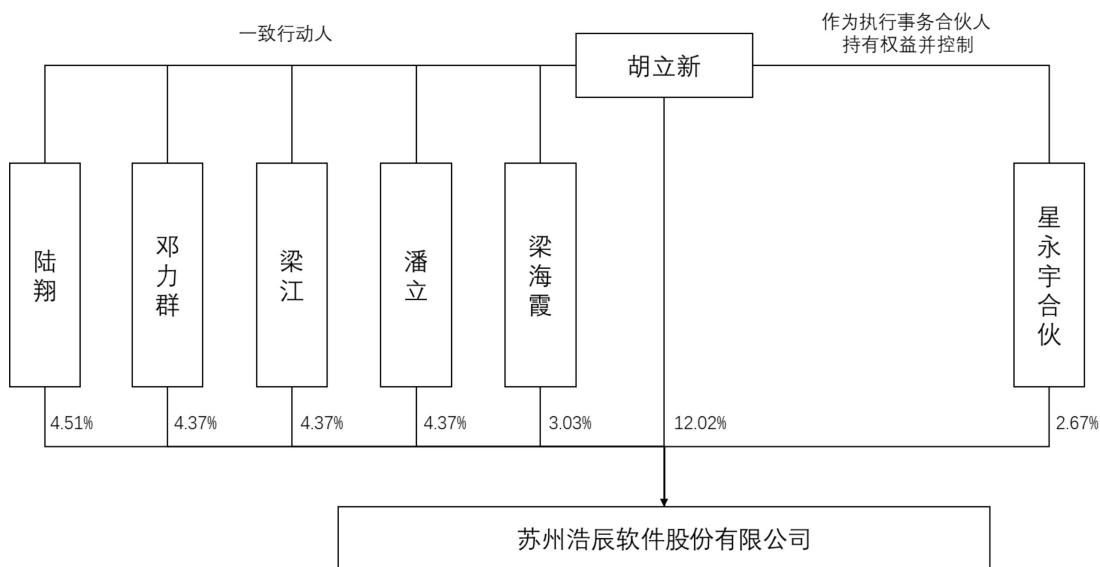 一致行动人
作为执行事务合伙人
持有权益并控制
胡立新
陆翔
邓力群
梁江
潘立
梁海霞
星永宇合伙
4.51%
4.37%
4.37%
4.37%
3.03%
12.02%
2.67%
苏州浩辰软件股份有限公司